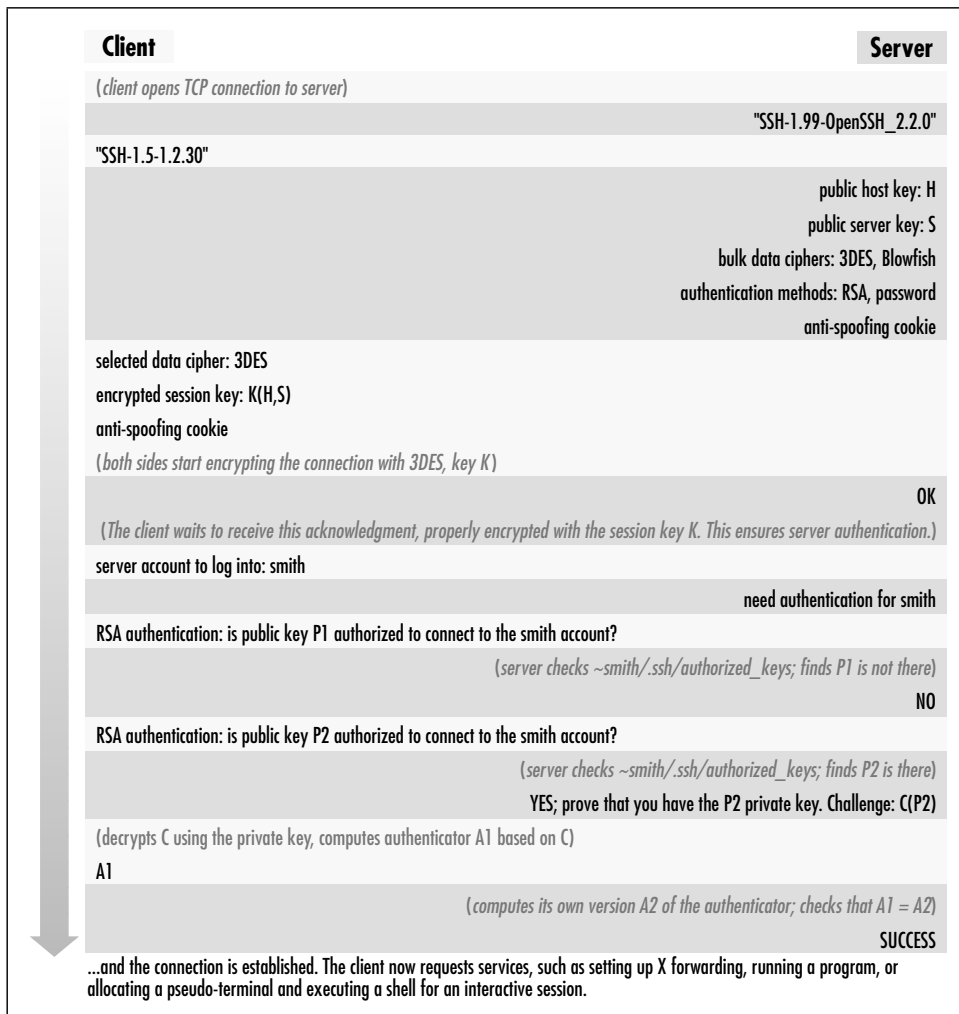 Client
Server
(client opens TCP connection to server)
"SSH-1.99-OpenSSH_2.2.0"
"SSH-1.5-1.2.30"
public host key: H
public server key: S
bulk data ciphers: 3DES, Blowfish
authentication methods: RSA, password
anti-spoofing cookie
selected data cipher: 3DES
encrypted session key: K(H,S)
anti-spoofing cookie
(both sides start encrypting the connection with 3DES, key K)
OK
(The client waits to receive this acknowledgment, properly encrypted with the session key K. This ensures server authentication.)
server account to log into: smith
need authentication for smith
RSA authentication: is public key P1 authorized to connect to the smith account?
(server checks ~smith/.ssh/authorized_keys; finds P1 is not there)
NO
RSA authentication: is public key P2 authorized to connect to the smith account?
(server checks ~smith/.ssh/authorized_keys; finds P2 is there)
YES; prove that you have the P2 private key. Challenge: C(P2)
(decrypts C using the private key, computes authenticator A1 based on C)
A1
(computes its own version A2 of the authenticator; checks that A1 = A2)
SUCCESS
...and the connection is established. The client now requests services, such as setting up X forwarding, running a program, or
allocating a pseudo-terminal and executing a shell for an interactive session.